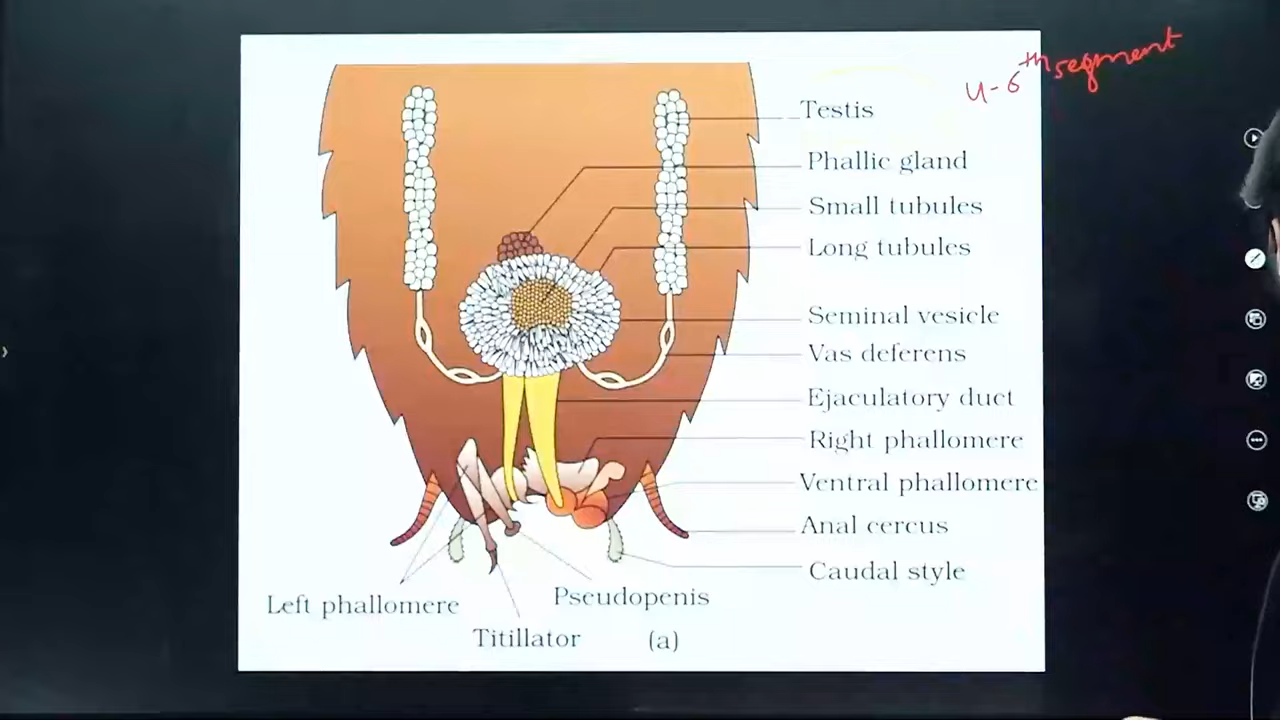 4-6th segment
Testis
Phallic gland
Small tubules
Long tubules
Seminal vesicle
Vas deferens
Ejaculatory duct
Right phallomere
Ventral phallomere
Anal cercus
Caudal style
Pseudopenis
Left phallomere
Titillator
(a)